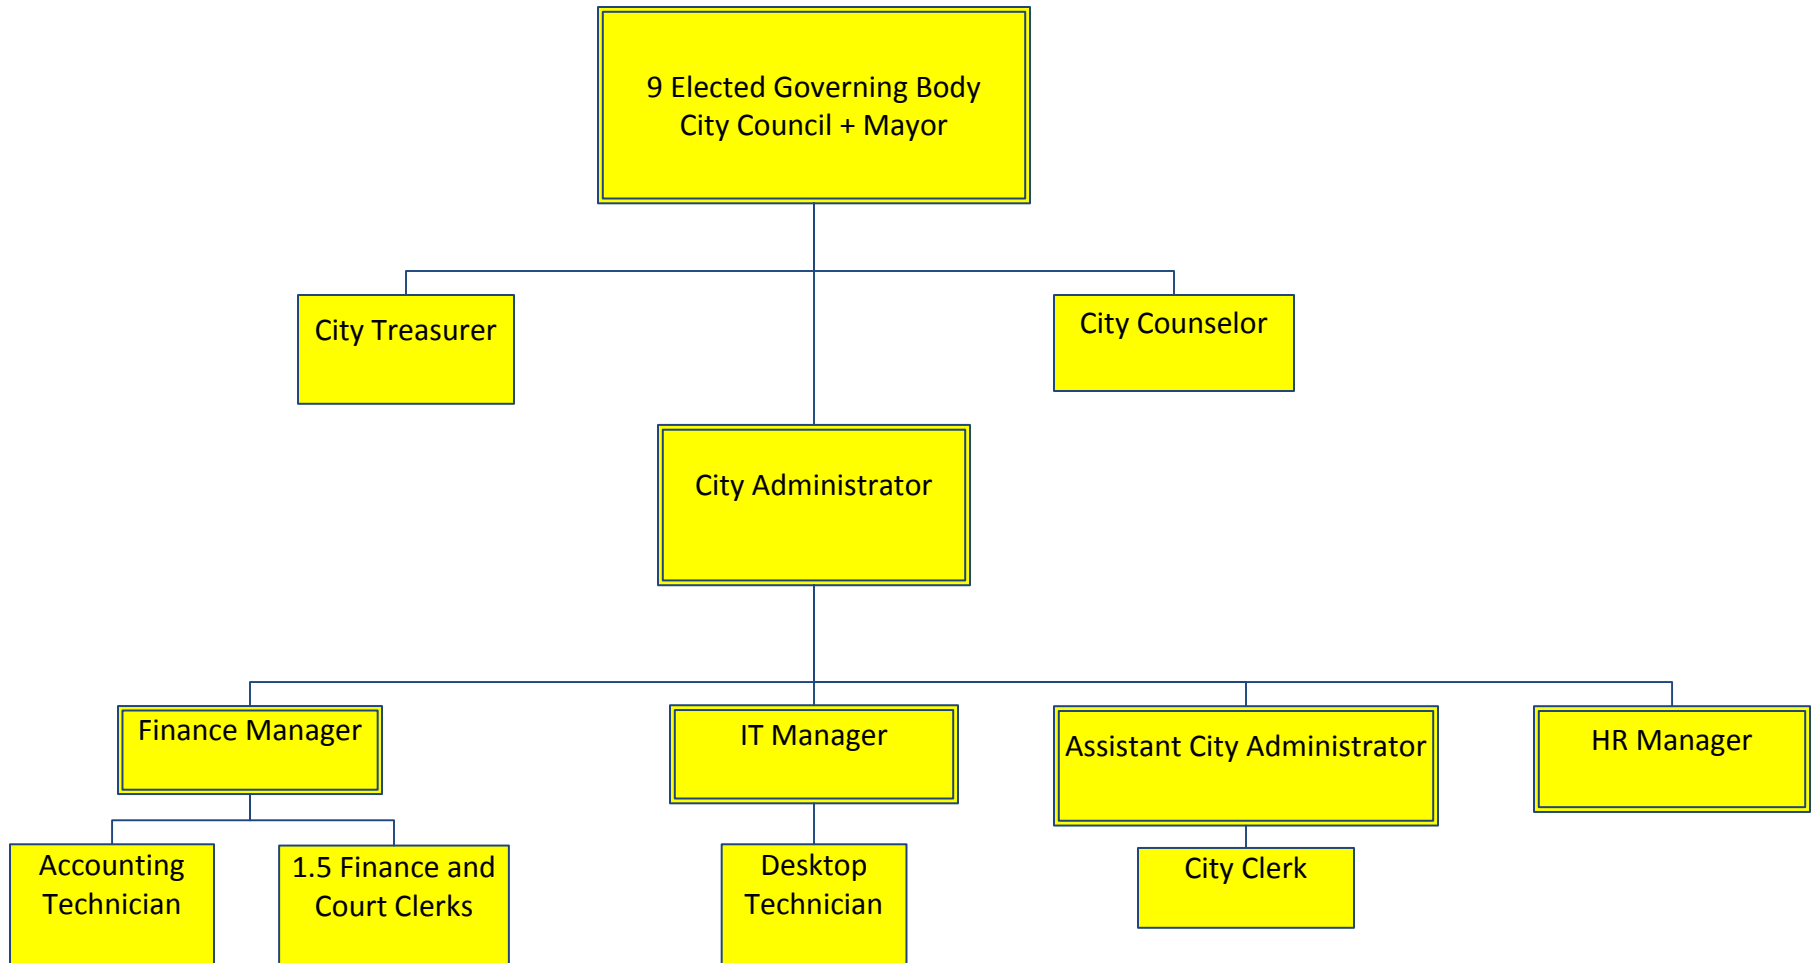 9 Elected Governing Body
City Council + Mayor
City Treasurer
City Counselor
City Administrator
Finance Manager
IT Manager
Assistant City Administrator
HR Manager
Accounting
Technician
1.5 Finance and
Court Clerks
Desktop
Technician
City Clerk